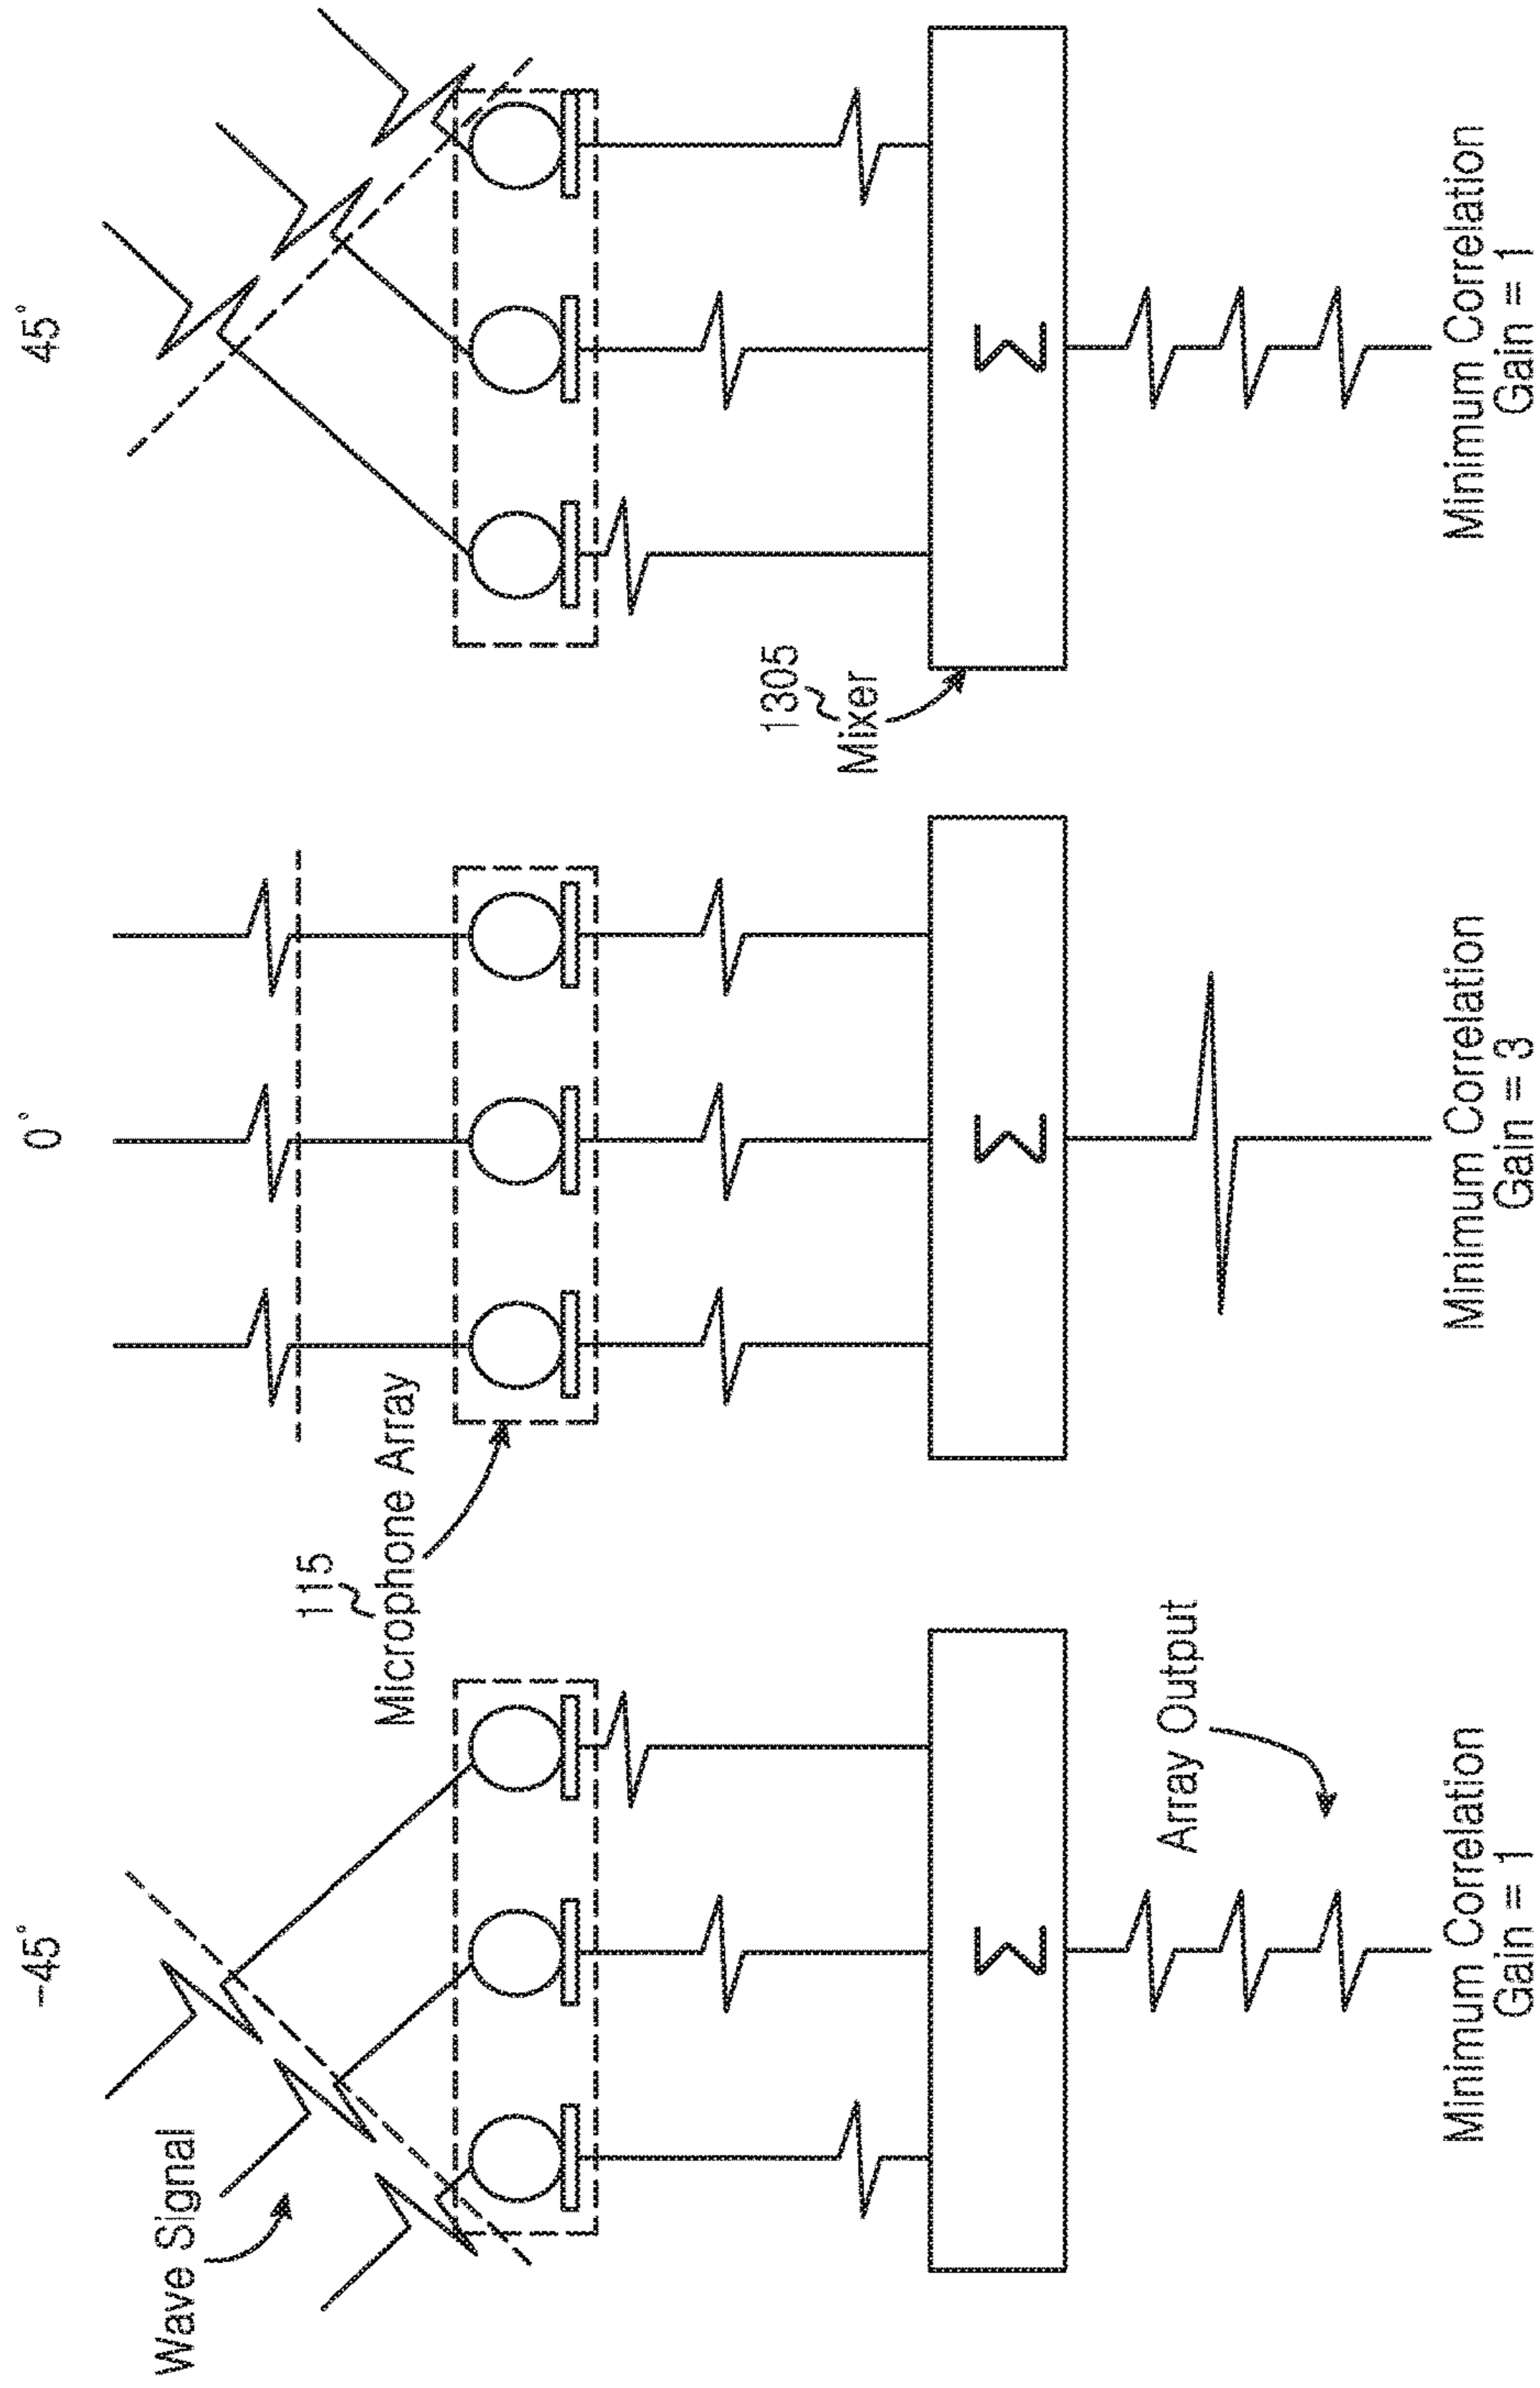 -45°
0°
45°
Wave Signal
115
Microphone Array
1305
Mixer
Σ
Σ
Σ
Array Output
Minimum Correlation
Gain = 1
Minimum Correlation
Gain = 3
Minimum Correlation
Gain = 1